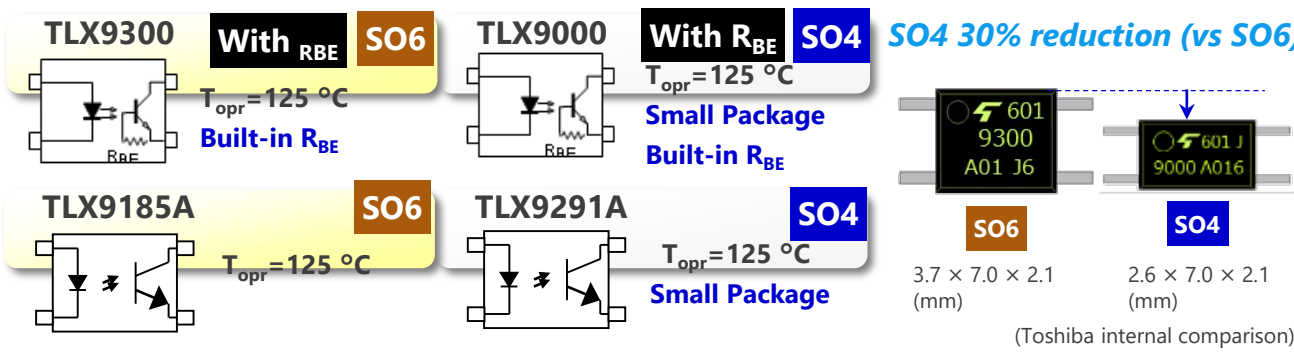 TLX9300
With RBE
SO6
Topr=125 °C
Built-in RBE
RBE
TLX9000
With RBE
SO4
Topr=125 °C
Small Package
Built-in RBE
RBE
TLX9185A
SO6
Topr=125 °C
TLX9291A
SO4
Topr=125 °C
Small Package
SO4 30% reduction (vs SO6)
601
9300
A01 J6
601 J
9000 A016
SO6
SO4
3.7 × 7.0 × 2.1
(mm)
2.6 × 7.0 × 2.1
(mm)
(Toshiba internal comparison)